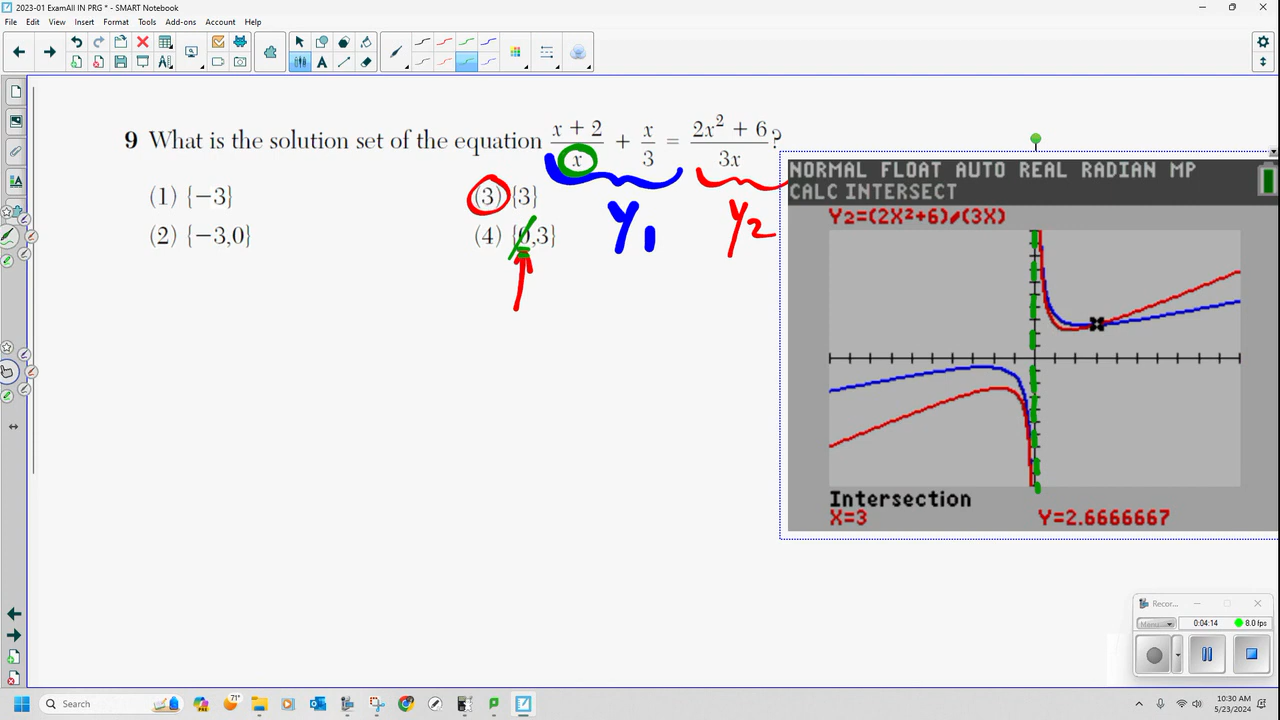 2023-01 ExamAll IN PRG * - SMART Notebook
File Edit View Insert Format Tools Add-ons Account Help
9 What is the solution set of the equation (x + 2)/x + x/3 = (2x² + 6)/3x ?
(1) {−3} (3) {3}
(2) {−3,0} (4) {0,3}
Y1 Y2
NORMAL FLOAT AUTO REAL RADIAN MP
CALC INTERSECT
Y2=(2X²+6)/(3X)
Intersection
X=3 Y=2.6666667
Recor...
Menu 0:04:14 8.0 fps
Search
71°
10:30 AM
5/23/2024